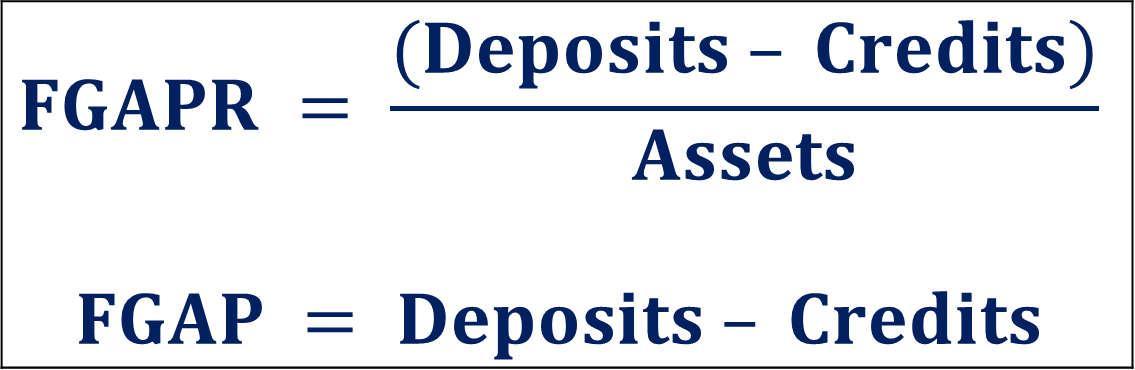 FGAPR = (Deposits – Credits) / Assets
FGAP = Deposits – Credits